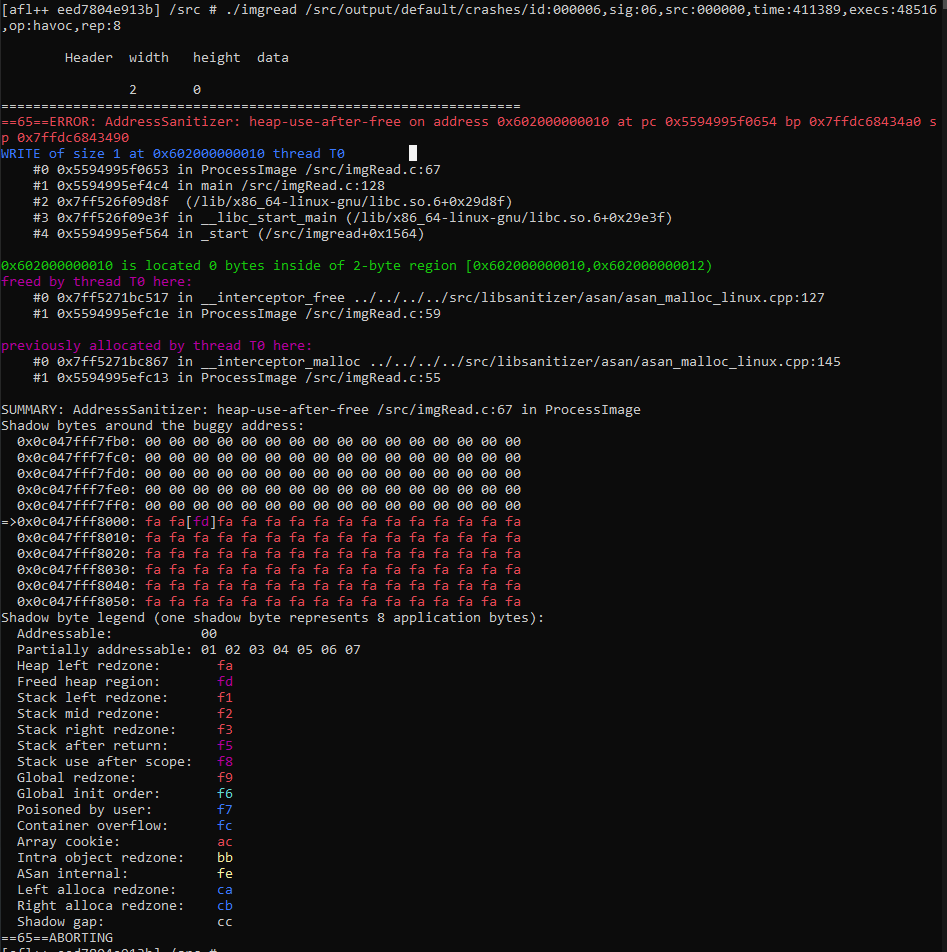 [afl++ eed7804e913b] /src # ./imgread /src/output/default/crashes/id:000006,sig:06,src:000000,time:411389,execs:48516
,op:havoc,rep:8
Header width height data
2 0
=================================================================
==65==ERROR: AddressSanitizer: heap-use-after-free on address 0x602000000010 at pc 0x5594995f0654 bp 0x7ffdc68434a0 s
p 0x7ffdc6843490
WRITE of size 1 at 0x602000000010 thread T0
#0 0x5594995f0653 in ProcessImage /src/imgRead.c:67
#1 0x5594995ef4c4 in main /src/imgRead.c:128
#2 0x7ff526f09d8f (/lib/x86_64-linux-gnu/libc.so.6+0x29d8f)
#3 0x7ff526f09e3f in __libc_start_main (/lib/x86_64-linux-gnu/libc.so.6+0x29e3f)
#4 0x5594995ef564 in _start (/src/imgread+0x1564)
0x602000000010 is located 0 bytes inside of 2-byte region [0x602000000010,0x602000000012)
freed by thread T0 here:
#0 0x7ff5271bc517 in __interceptor_free ../../../../src/libsanitizer/asan/asan_malloc_linux.cpp:127
#1 0x5594995efc1e in ProcessImage /src/imgRead.c:59
previously allocated by thread T0 here:
#0 0x7ff5271bc867 in __interceptor_malloc ../../../../src/libsanitizer/asan/asan_malloc_linux.cpp:145
#1 0x5594995efc13 in ProcessImage /src/imgRead.c:55
SUMMARY: AddressSanitizer: heap-use-after-free /src/imgRead.c:67 in ProcessImage
Shadow bytes around the buggy address:
0x0c047fff7fb0: 00 00 00 00 00 00 00 00 00 00 00 00 00 00 00 00
0x0c047fff7fc0: 00 00 00 00 00 00 00 00 00 00 00 00 00 00 00 00
0x0c047fff7fd0: 00 00 00 00 00 00 00 00 00 00 00 00 00 00 00 00
0x0c047fff7fe0: 00 00 00 00 00 00 00 00 00 00 00 00 00 00 00 00
0x0c047fff7ff0: 00 00 00 00 00 00 00 00 00 00 00 00 00 00 00 00
=>0x0c047fff8000: fa fa[fd]fa fa fa fa fa fa fa fa fa fa fa fa fa
0x0c047fff8010: fa fa fa fa fa fa fa fa fa fa fa fa fa fa fa fa
0x0c047fff8020: fa fa fa fa fa fa fa fa fa fa fa fa fa fa fa fa
0x0c047fff8030: fa fa fa fa fa fa fa fa fa fa fa fa fa fa fa fa
0x0c047fff8040: fa fa fa fa fa fa fa fa fa fa fa fa fa fa fa fa
0x0c047fff8050: fa fa fa fa fa fa fa fa fa fa fa fa fa fa fa fa
Shadow byte legend (one shadow byte represents 8 application bytes):
Addressable: 00
Partially addressable: 01 02 03 04 05 06 07
Heap left redzone: fa
Freed heap region: fd
Stack left redzone: f1
Stack mid redzone: f2
Stack right redzone: f3
Stack after return: f5
Stack use after scope: f8
Global redzone: f9
Global init order: f6
Poisoned by user: f7
Container overflow: fc
Array cookie: ac
Intra object redzone: bb
ASan internal: fe
Left alloca redzone: ca
Right alloca redzone: cb
Shadow gap: cc
==65==ABORTING
[afl++ eed7804e913b] /src #